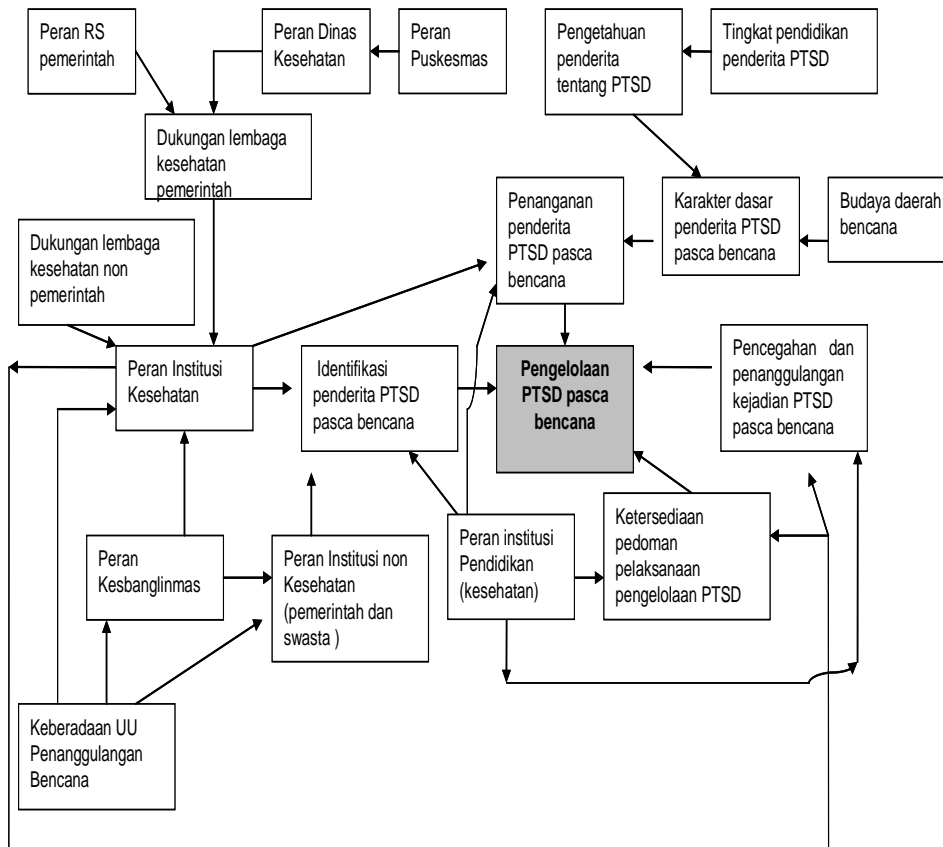 Peran RS
pemerintah
Peran Dinas
Kesehatan
Peran
Puskesmas
Pengetahuan
penderita
tentang PTSD
Tingkat pendidikan
penderita PTSD
Dukungan lembaga
kesehatan
pemerintah
Penanganan
penderita
PTSD pasca
bencana
Karakter dasar
penderita PTSD
pasca bencana
Budaya daerah
bencana
Dukungan lembaga
kesehatan non
pemerintah
Peran Institusi
Kesehatan
Identifikasi
penderita PTSD
pasca bencana
Pengelolaan
PTSD pasca
bencana
Pencegahan dan
penanggulangan
kejadian PTSD
pasca bencana
Peran
Kesbanglinmas
Peran Institusi non
Kesehatan
(pemerintah dan
swasta )
Peran institusi
Pendidikan
(kesehatan)
Ketersediaan
pedoman
pelaksanaan
pengelolaan PTSD
Keberadaan UU
Penanggulangan
Bencana